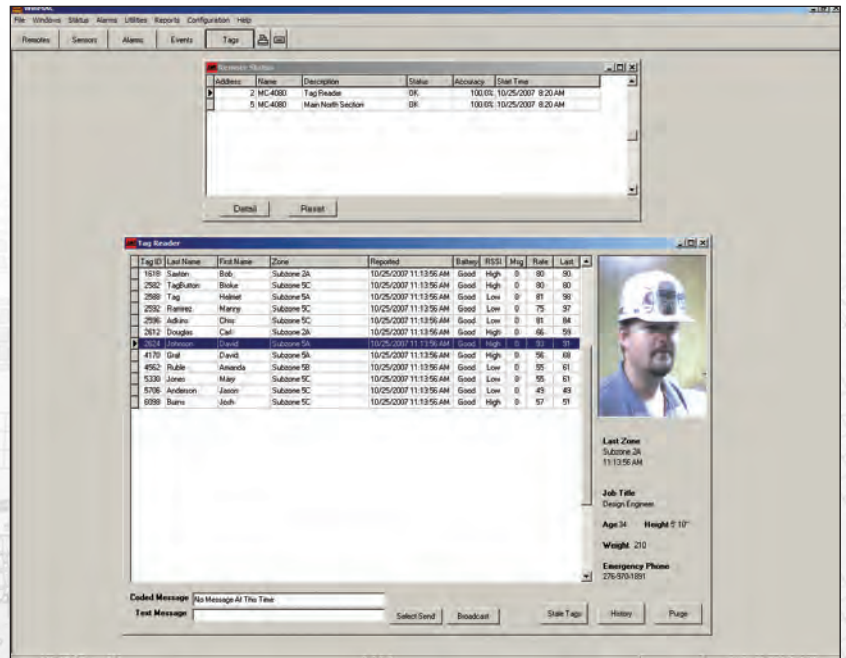 File Windows Status Alarms Utilities Reports Configuration Help
Remotes Sensors Alarms Events Tags
Remote Status
Address Name Description Status Accuracy Start Time
2 MC-4080 Tag Reader OK 100.0% 10/25/2007 8:20 AM
5 MC-4080 Main North Section OK 100.0% 10/25/2007 8:20 AM
Detail Reset
Tag Reader
Tag ID Last Name First Name Zone Reported Battery RSSI Msg Rate Last
1618 Saxton Bob Subzone 2A 10/25/2007 11:13:56 AM Good High 0 80 90
2582 TagButton Bloke Subzone 5C 10/25/2007 11:13:56 AM Good High 0 80 80
2588 Tag Helmet Subzone 5A 10/25/2007 11:13:56 AM Good Low 0 81 98
2592 Ramirez Manny Subzone 5C 10/25/2007 11:13:56 AM Good Low 0 75 97
2596 Adkins Chris Subzone 5C 10/25/2007 11:13:56 AM Good Low 0 81 84
2612 Douglas Carl Subzone 2A 10/25/2007 11:13:56 AM Good High 0 66 59
2624 Johnson David Subzone 5A 10/25/2007 11:13:56 AM Good High 0 93 91
4170 Graf David Subzone 5A 10/25/2007 11:13:56 AM Good High 0 56 68
4562 Ruble Amanda Subzone 5B 10/25/2007 11:13:56 AM Good Low 0 55 61
5330 Jones Mary Subzone 5C 10/25/2007 11:13:56 AM Good Low 0 55 61
5706 Anderson Jason Subzone 5C 10/25/2007 11:13:56 AM Good Low 0 49 49
6098 Burns Josh Subzone 5C 10/25/2007 11:13:56 AM Good High 0 57 51
Last Zone
Subzone 2A
11:13:56 AM
Job Title
Design Engineer
Age 34 Height 5' 10"
Weight 210
Emergency Phone
276-970-1891
Coded Message No Message At This Time
Text Message
Select Send Broadcast Stale Tags History Purge